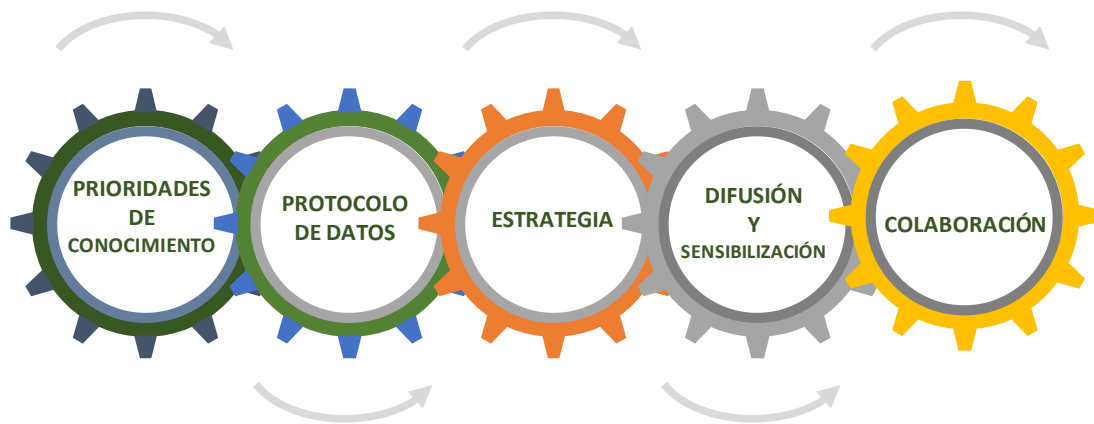 PRIORIDADES
DE
CONOCIMIENTO
PROTOCOLO
DE DATOS
ESTRATEGIA
DIFUSIÓN
Y
SENSIBILIZACIÓN
COLABORACIÓN